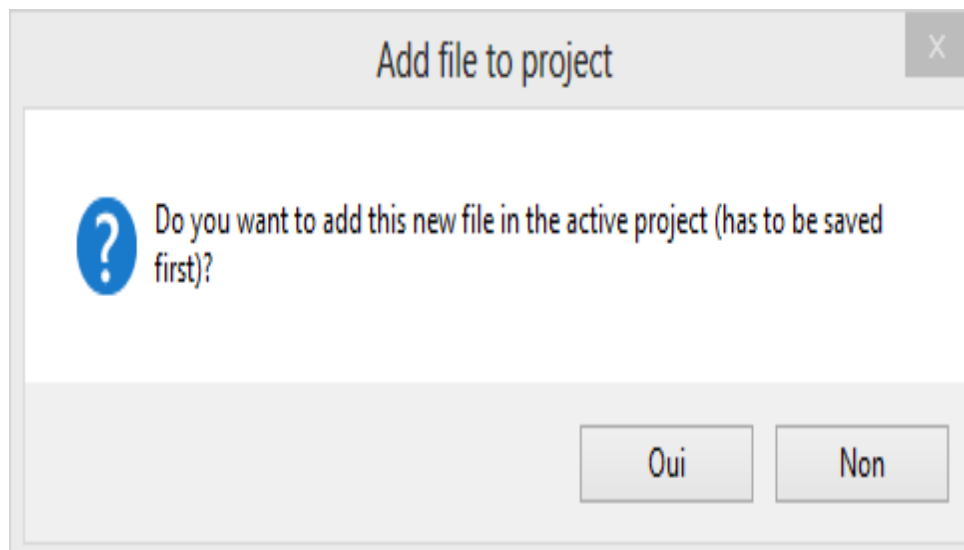 Add file to project
x
Do you want to add this new file in the active project (has to be saved
first)?
Oui
Non